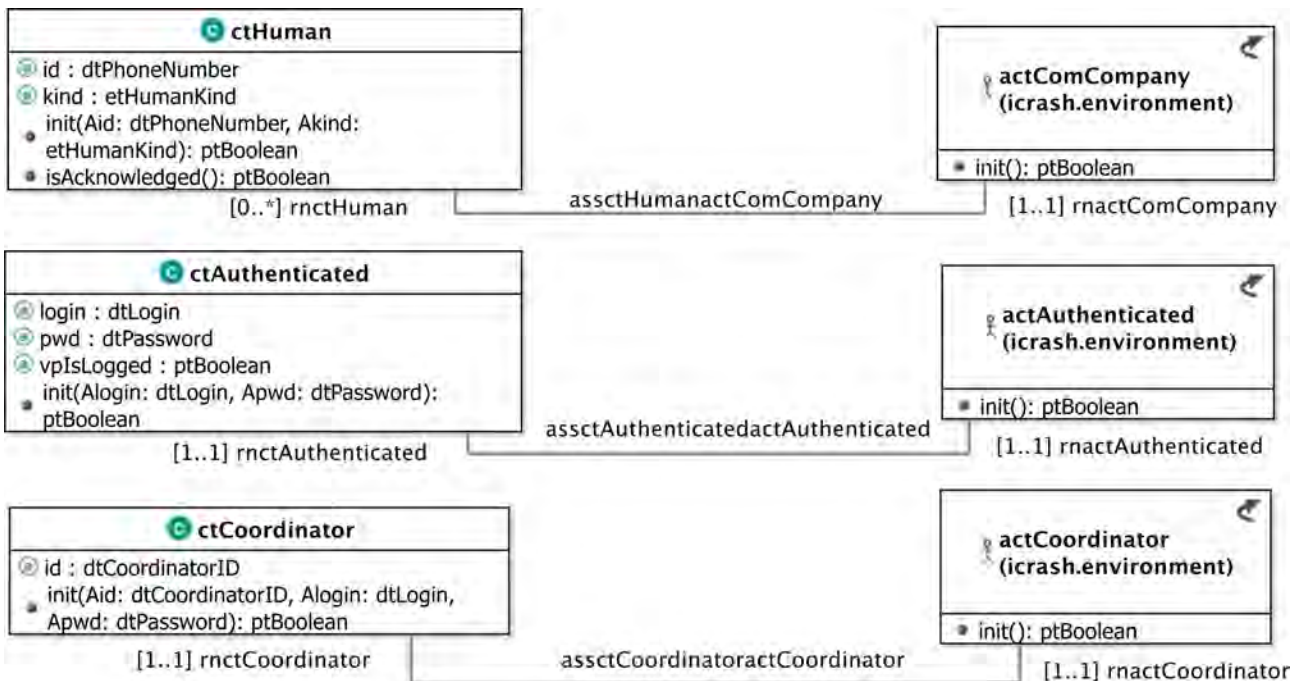 ctHuman
id : dtPhoneNumber
kind : etHumanKind
init(Aid: dtPhoneNumber, Akind:
etHumanKind): ptBoolean
isAcknowledged(): ptBoolean
[0..*] rnctHuman
assctHumanactComCompany
actComCompany
(icrash.environment)
init(): ptBoolean
[1..1] rnactComCompany
ctAuthenticated
login : dtLogin
pwd : dtPassword
vpIsLogged : ptBoolean
init(Alogin: dtLogin, Apwd: dtPassword):
ptBoolean
[1..1] rnctAuthenticated
assctAuthenticatedactAuthenticated
actAuthenticated
(icrash.environment)
init(): ptBoolean
[1..1] rnactAuthenticated
ctCoordinator
id : dtCoordinatorID
init(Aid: dtCoordinatorID, Alogin: dtLogin,
Apwd: dtPassword): ptBoolean
[1..1] rnctCoordinator
assctCoordinatoractCoordinator
actCoordinator
(icrash.environment)
init(): ptBoolean
[1..1] rnactCoordinator